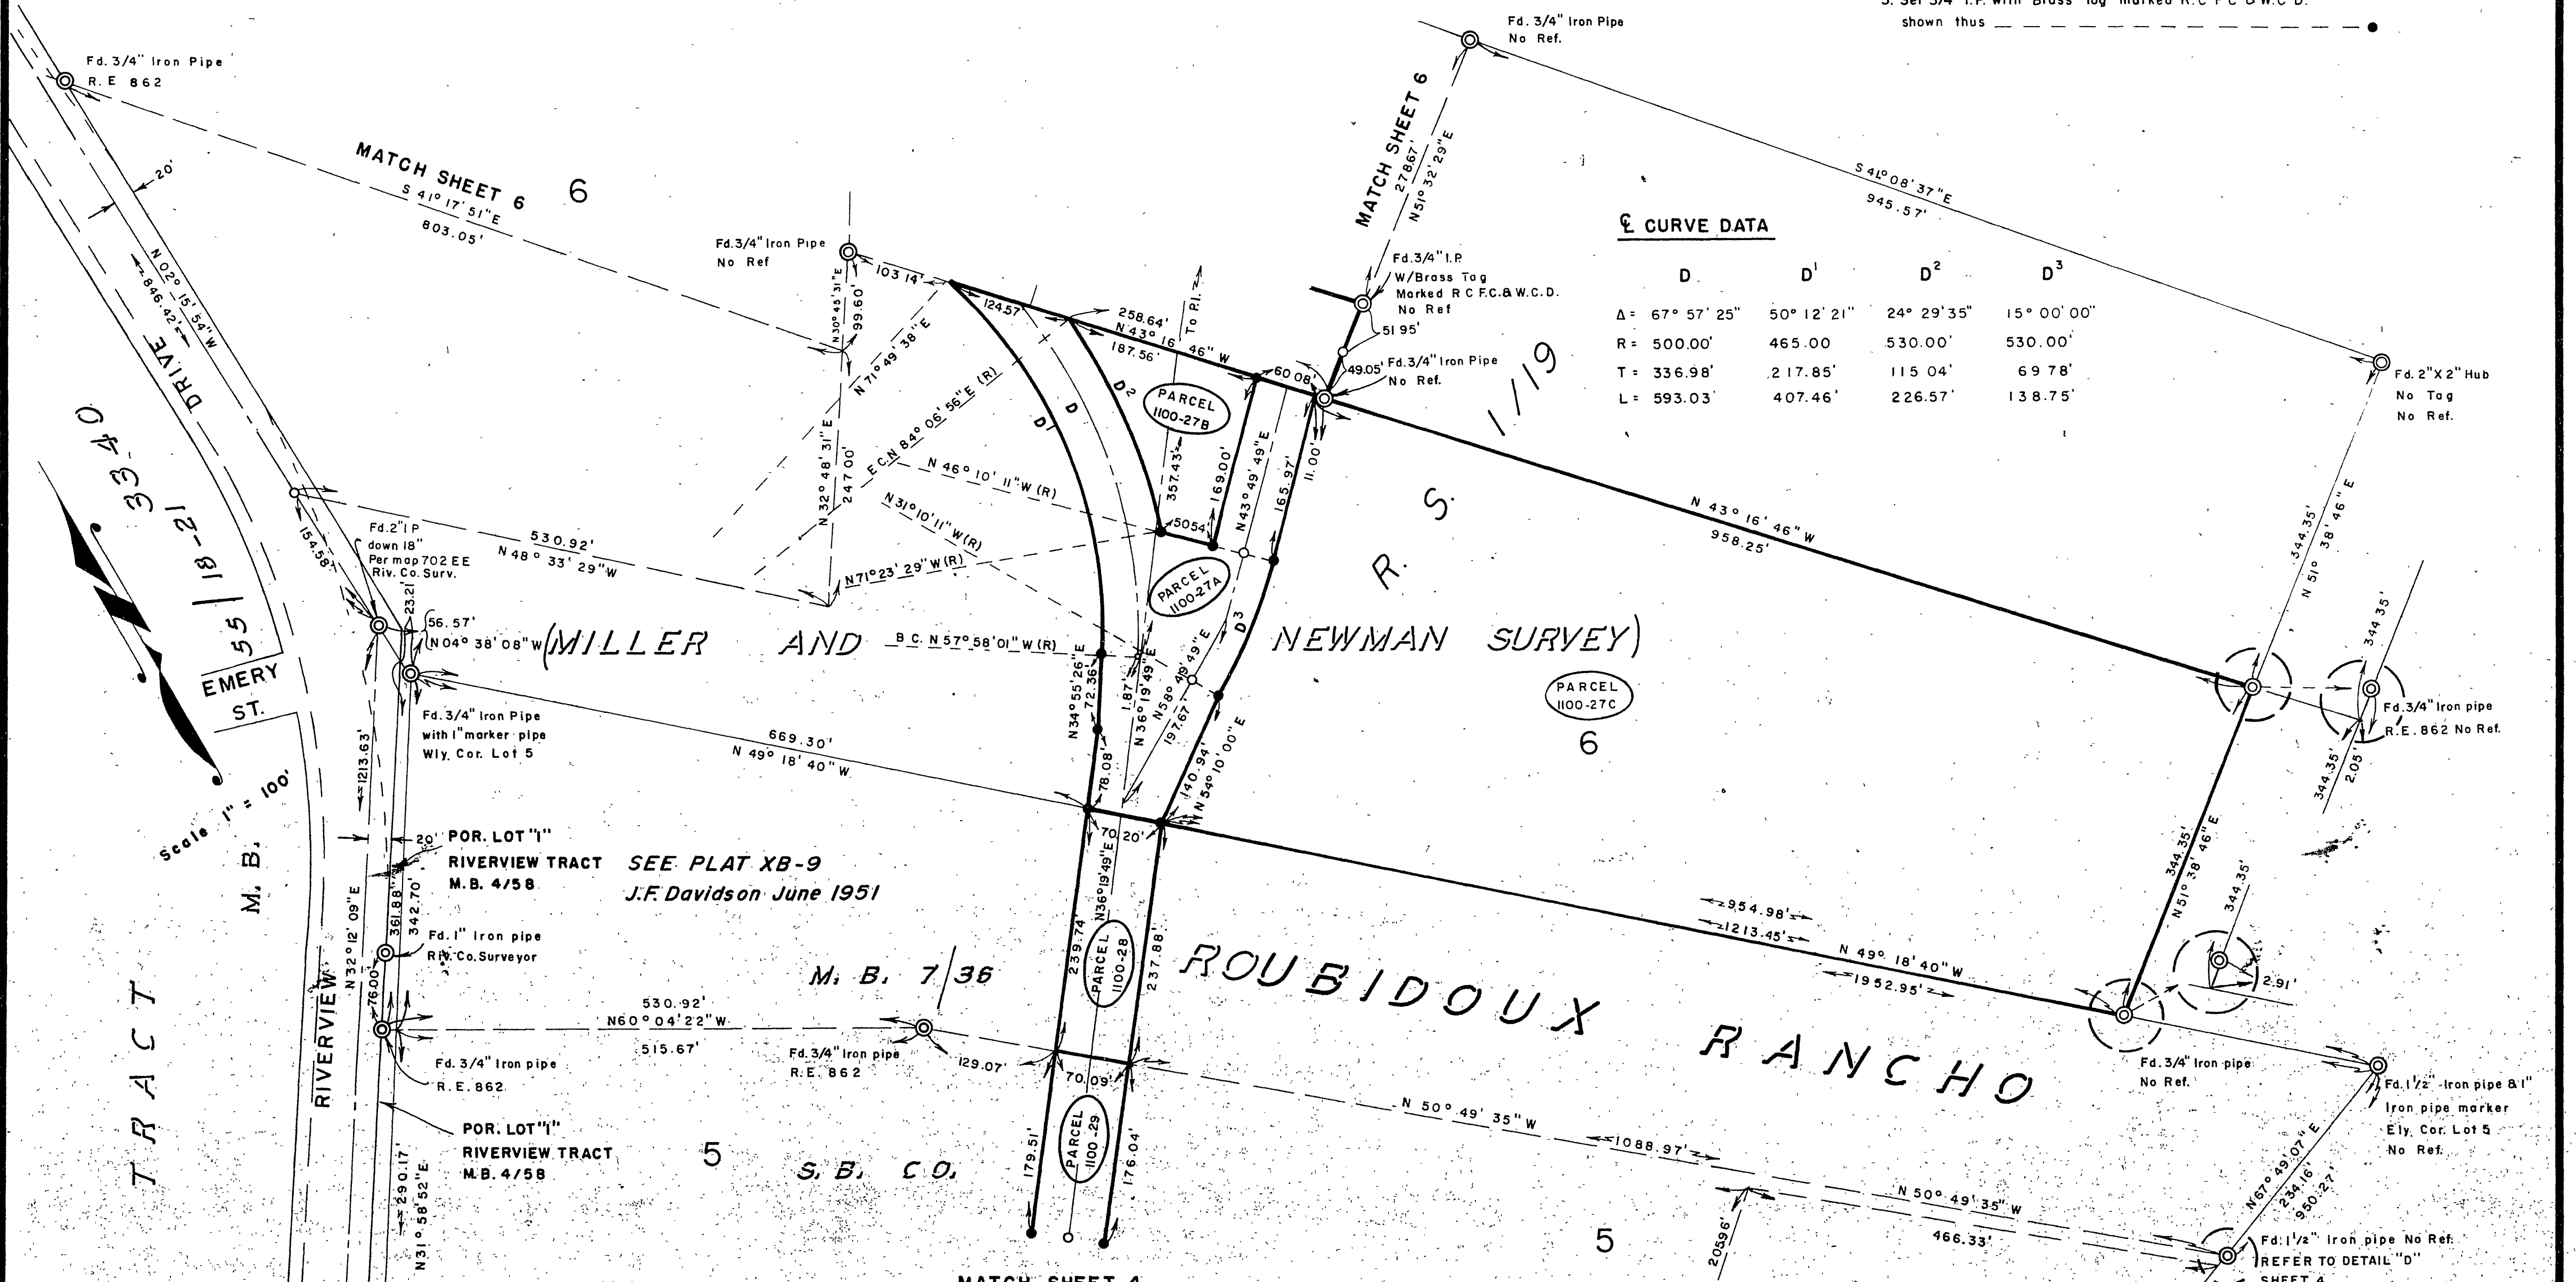 3. Set 3/4" I.P. with Brass Tag marked R.C F C & W.C D.
shown thus
Fd. 3/4" Iron Pipe
No Ref.
Fd. 3/4" Iron Pipe
R. E 862
MATCH SHEET 6
S 41° 17' 51" E
803.05'
6
20'
N 02° 15' 54" W
846.42'
DRIVE
Fd. 3/4" Iron Pipe
No Ref
103 14'
N 30° 45' 31" E
99.60'
N 71° 49' 38" E
124.57'
258.64'
N 43° 16' 46" W
187.56'
To P.I.
60 08'
MATCH SHEET 6
278.67'
N 51° 32' 29" E
Fd. 3/4" I.P.
W/Brass Tag
Marked R C F.C. & W.C.D.
No Ref
51 95'
49.05'
Fd. 3/4" Iron Pipe
No Ref.
S 41° 08' 37" E
945.57'
℄ CURVE DATA
D D1 D2 D3
Δ = 67° 57' 25" 50° 12' 21" 24° 29' 35" 15° 00' 00"
R = 500.00' 465.00 530.00' 530.00'
T = 336.98' 217.85' 115 04' 69 78'
L = 593.03' 407.46' 226.57' 138.75'
Fd. 2" X 2" Hub
No Tag
No Ref.
1/19
R. S.
33-40
55 / 18-21
M. B.
TRACT
Scale 1" = 100'
EMERY
ST.
D
D1
D2
D3
PARCEL
1100-27B
E C. N 84° 06' 56" E (R)
N 46° 10' 11" W (R)
N 31° 10' 11" W (R)
N 32° 48' 31" E
247 00'
357.43'
169.00'
N 43° 49' 49" E
165.97'
11.00'
5054'
N 43° 16' 46" W
958.25'
344.35'
N 51° 38' 46" E
344 35'
154.58'
Fd. 2" I P
down 18"
Per map 702 EE
Riv. Co. Surv.
530.92'
N 48° 33' 29" W
N 71° 23' 29" W (R)
PARCEL
1100-27A
23.21
56.57'
N 04° 38' 08" W
(MILLER AND NEWMAN SURVEY)
B C. N 57° 58' 01" W (R)
N 34° 55' 26" E
72.36'
1.87'
N 36° 19' 49" E
N 58° 49' 49" E
197.67'
PARCEL
1100-27C
6
Fd. 3/4" Iron pipe
R. E. 862 No Ref.
344.35'
2.05'
Fd. 3/4" Iron Pipe
with 1" marker pipe
Wly. Cor. Lot 5
1213.63'
669.30'
N 49° 18' 40" W
78.08'
140.94'
N 54° 10' 00" E
70 20'
20'
POR. LOT "1"
RIVERVIEW TRACT
M. B. 4/58
SEE PLAT XB-9
J.F. Davidson June 1951
N 32° 12' 09" E
361.88'
342.70'
Fd. 1" Iron pipe
Riv. Co. Surveyor
76.00'
RIVERVIEW
N 36° 19' 49" E
239.74'
PARCEL
1100-28
237.88'
344.35'
N 51° 38' 46" E
344.35'
954.98'
1213.45'
N 49° 18' 40" W
1952.95'
2.91'
M. B. 7/36
ROUBIDOUX RANCHO
530.92'
N 60° 04' 22" W
515.67'
Fd. 3/4" Iron pipe
R. E. 862
Fd. 3/4" Iron pipe
R. E. 862
129.07'
70.09'
Fd. 3/4" Iron pipe
No Ref.
Fd. 1 1/2" Iron pipe & 1"
Iron pipe marker
Ely. Cor. Lot 5
No Ref.
N 50° 49' 35" W
1088.97'
POR. LOT "1"
RIVERVIEW TRACT
M. B. 4/58
290.17'
N 31° 58' 52" E
5
S. B. CO.
179.51'
PARCEL
1100-29
176.04'
N 67° 49' 07" E
234.16'
950.27'
N 50° 49' 35" W
466.33'
20596'
5
Fd. 1 1/2" Iron pipe No Ref.
REFER TO DETAIL "D"
SHEET 4
MATCH SHEET 4